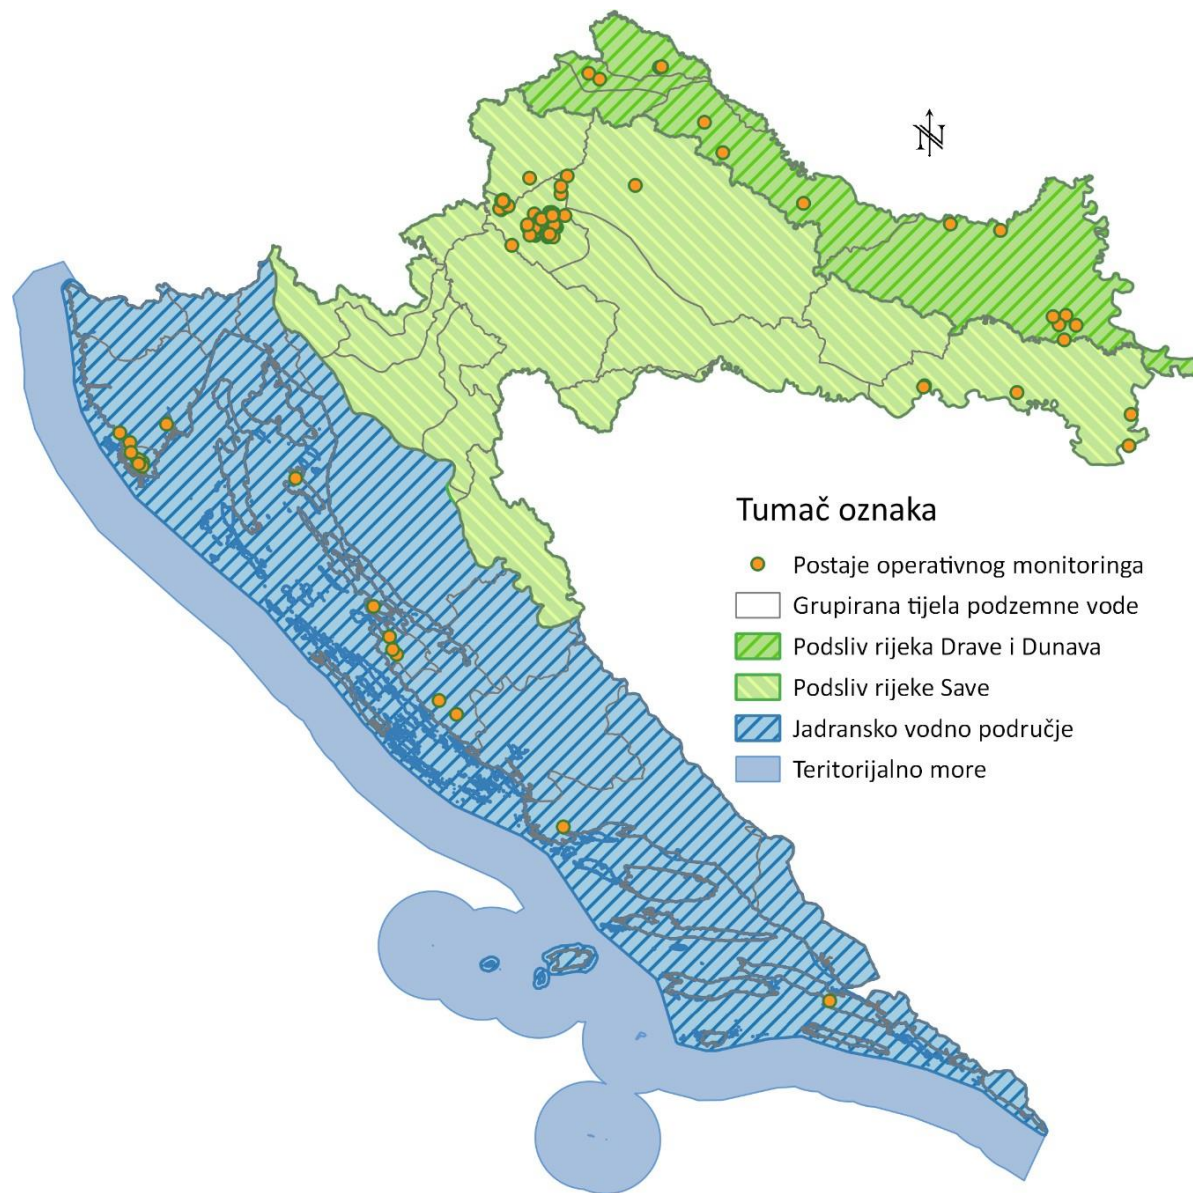 N
Tumač oznaka
Postaje operativnog monitoringa
Grupirana tijela podzemne vode
Podsliv rijeka Drave i Dunava
Podsliv rijeke Save
Jadransko vodno područje
Teritorijalno more